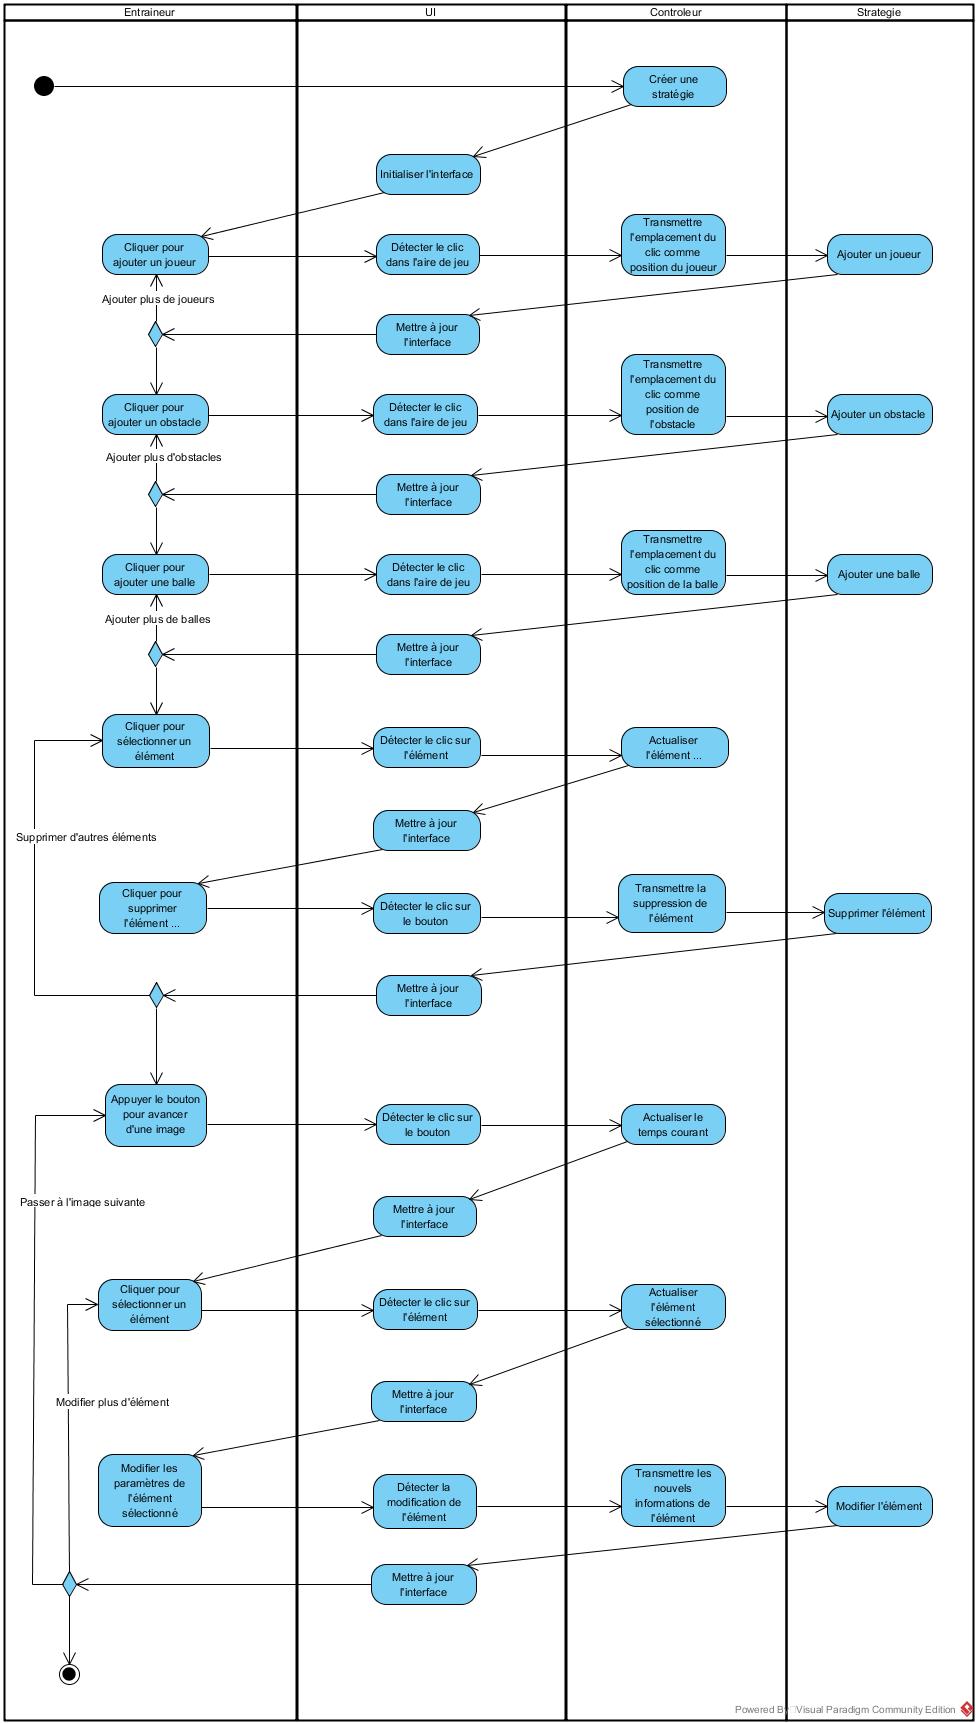 Entraineur
UI
Controleur
Strategie
Créer une
stratégie
Initialiser l'interface
Cliquer pour
ajouter un joueur
Détecter le clic
dans l'aire de jeu
Transmettre
l'emplacement du
clic comme
position du joueur
Ajouter un joueur
Ajouter plus de joueurs
Mettre à jour
l'interface
Cliquer pour
ajouter un obstacle
Détecter le clic
dans l'aire de jeu
Transmettre
l'emplacement du
clic comme
position de
l'obstacle
Ajouter un obstacle
Ajouter plus d'obstacles
Mettre à jour
l'interface
Cliquer pour
ajouter une balle
Détecter le clic
dans l'aire de jeu
Transmettre
l'emplacement du
clic comme
position de la balle
Ajouter une balle
Ajouter plus de balles
Mettre à jour
l'interface
Cliquer pour
sélectionner un
élément
Détecter le clic sur
l'élément
Actualiser
l'élément ...
Supprimer d'autres éléments
Mettre à jour
l'interface
Cliquer pour
supprimer
l'élément ...
Détecter le clic sur
le bouton
Transmettre la
suppression de
l'élément
Supprimer l'élément
Mettre à jour
l'interface
Appuyer le bouton
pour avancer
d'une image
Détecter le clic sur
le bouton
Actualiser le
temps courant
Passer à l'image suivante
Mettre à jour
l'interface
Cliquer pour
sélectionner un
élément
Détecter le clic sur
l'élément
Actualiser
l'élément
sélectionné
Modifier plus d'élément
Mettre à jour
l'interface
Modifier les
paramètres de
l'élément
sélectionné
Détecter la
modification de
l'élément
Transmettre les
nouvels
informations de
l'élément
Modifier l'élément
Mettre à jour
l'interface
Powered By Visual Paradigm Community Edition